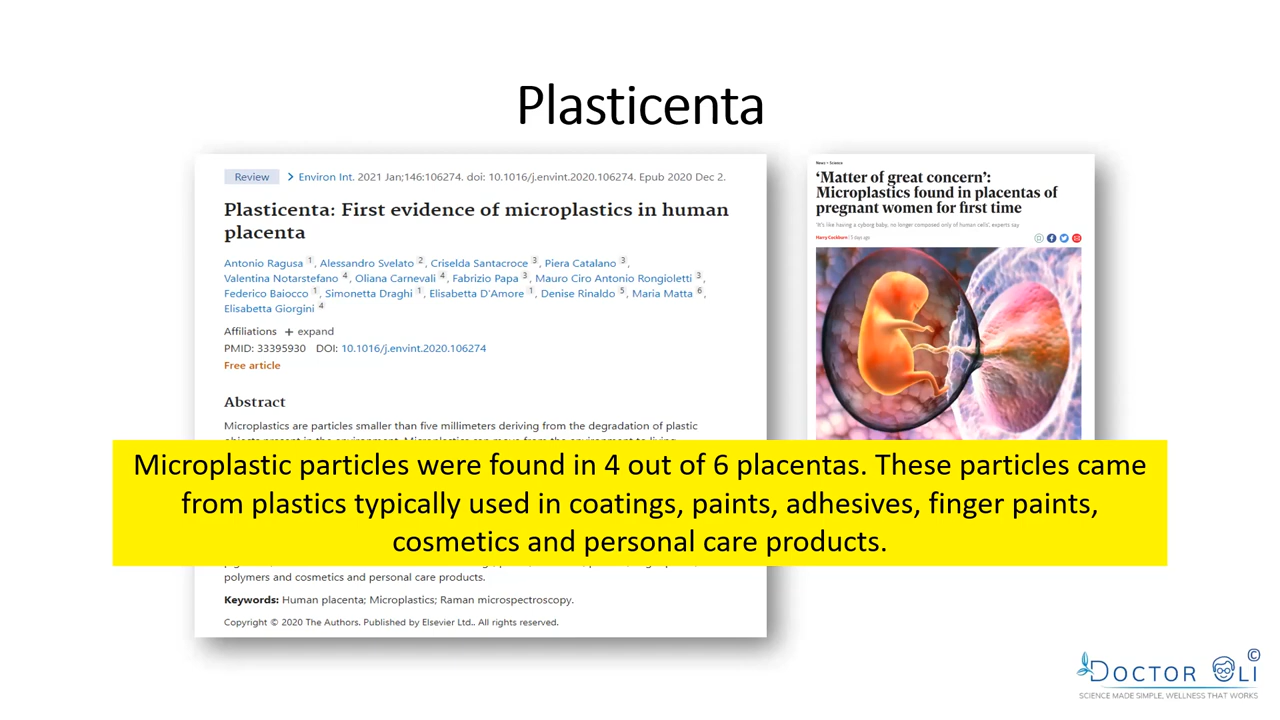 Plasticenta
Review > Environ Int. 2021 Jan;146:106274. doi: 10.1016/j.envint.2020.106274. Epub 2020 Dec 2.
Plasticenta: First evidence of microplastics in human
placenta
Antonio Ragusa 1, Alessandro Svelato 2, Criselda Santacroce 3, Piera Catalano 3,
Valentina Notarstefano 4, Oliana Carnevali 4, Fabrizio Papa 3, Mauro Ciro Antonio Rongioletti 3,
Federico Baiocco 1, Simonetta Draghi 1, Elisabetta D'Amore 1, Denise Rinaldo 5, Maria Matta 6,
Elisabetta Giorgini 4
Affiliations + expand
PMID: 33395930 DOI: 10.1016/j.envint.2020.106274
Free article
Abstract
Microplastics are particles smaller than five millimeters deriving from the degradation of plastic
polymers and cosmetics and personal care products.
Keywords: Human placenta; Microplastics; Raman microspectroscopy.
Copyright © 2020 The Authors. Published by Elsevier Ltd.. All rights reserved.
News > Science
‘Matter of great concern’:
Microplastics found in placentas of
pregnant women for first time
'It's like having a cyborg baby, no longer composed only of human cells', experts say
Harry Cockburn | 5 days ago
Microplastic particles were found in 4 out of 6 placentas. These particles came
from plastics typically used in coatings, paints, adhesives, finger paints,
cosmetics and personal care products.
DOCTOR OLI ©
SCIENCE MADE SIMPLE, WELLNESS THAT WORKS